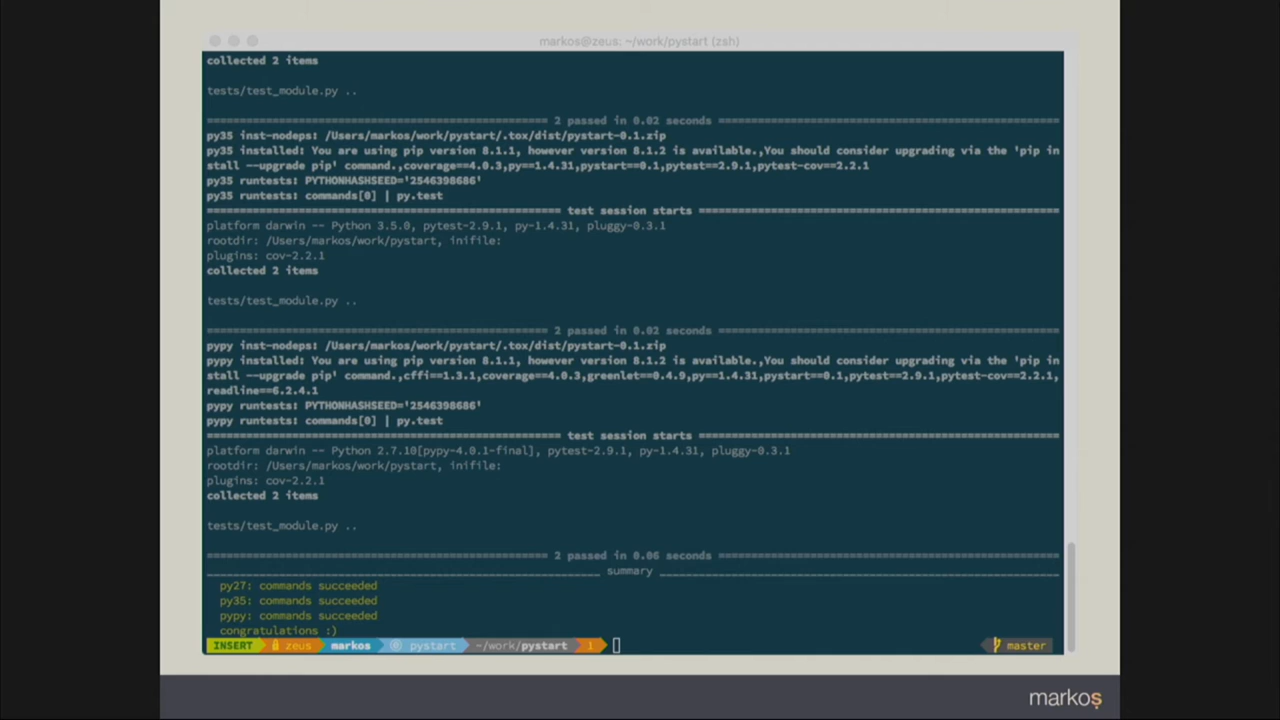 markos@zeus: ~/work/pystart (zsh)
collected 2 items
tests/test_module.py ..
==================================================== 2 passed in 0.02 seconds ====================================================
py35 inst-nodeps: /Users/markos/work/pystart/.tox/dist/pystart-0.1.zip
py35 installed: You are using pip version 8.1.1, however version 8.1.2 is available.,You should consider upgrading via the 'pip in
stall --upgrade pip' command.,coverage==4.0.3,py==1.4.31,pystart==0.1,pytest==2.9.1,pytest-cov==2.2.1
py35 runtests: PYTHONHASHSEED='2546398686'
py35 runtests: commands[0] | py.test
====================================================== test session starts =======================================================
platform darwin -- Python 3.5.0, pytest-2.9.1, py-1.4.31, pluggy-0.3.1
rootdir: /Users/markos/work/pystart, inifile:
plugins: cov-2.2.1
collected 2 items
tests/test_module.py ..
==================================================== 2 passed in 0.02 seconds ====================================================
pypy inst-nodeps: /Users/markos/work/pystart/.tox/dist/pystart-0.1.zip
pypy installed: You are using pip version 8.1.1, however version 8.1.2 is available.,You should consider upgrading via the 'pip in
stall --upgrade pip' command.,cffi==1.3.1,coverage==4.0.3,greenlet==0.4.9,py==1.4.31,pystart==0.1,pytest==2.9.1,pytest-cov==2.2.1,
readline==6.2.4.1
pypy runtests: PYTHONHASHSEED='2546398686'
pypy runtests: commands[0] | py.test
====================================================== test session starts =======================================================
platform darwin -- Python 2.7.10[pypy-4.0.1-final], pytest-2.9.1, py-1.4.31, pluggy-0.3.1
rootdir: /Users/markos/work/pystart, inifile:
plugins: cov-2.2.1
collected 2 items
tests/test_module.py ..
==================================================== 2 passed in 0.06 seconds ====================================================
____________________________________________________________ summary _____________________________________________________________
py27: commands succeeded
py35: commands succeeded
pypy: commands succeeded
congratulations :)
INSERT zeus markos pystart ~/work/pystart 1 master
markos